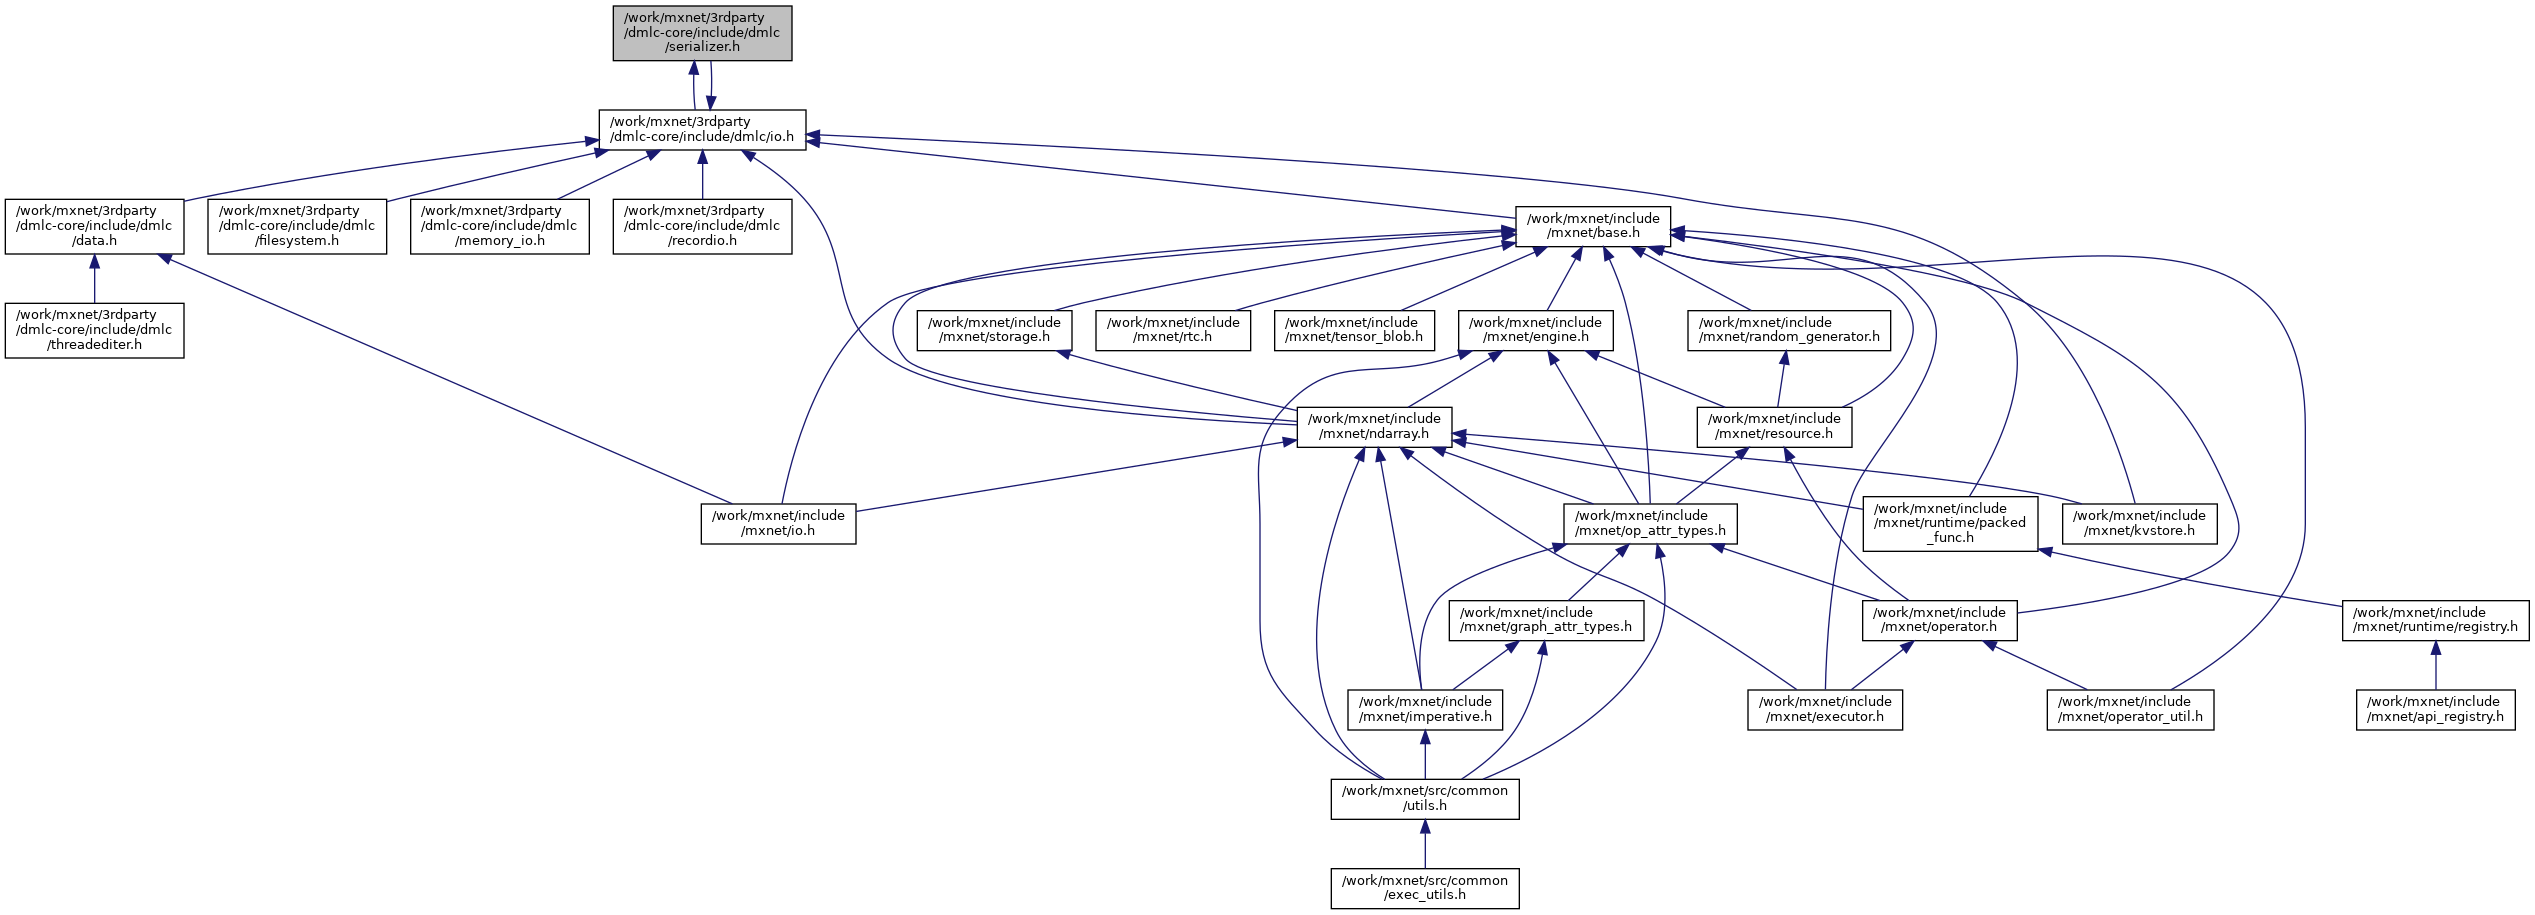 /work/mxnet/3rdparty
/dmlc-core/include/dmlc
/serializer.h
/work/mxnet/3rdparty
/dmlc-core/include/dmlc/io.h
/work/mxnet/3rdparty
/dmlc-core/include/dmlc
/data.h
/work/mxnet/3rdparty
/dmlc-core/include/dmlc
/filesystem.h
/work/mxnet/3rdparty
/dmlc-core/include/dmlc
/memory_io.h
/work/mxnet/3rdparty
/dmlc-core/include/dmlc
/recordio.h
/work/mxnet/include
/mxnet/base.h
/work/mxnet/3rdparty
/dmlc-core/include/dmlc
/threadediter.h
/work/mxnet/include
/mxnet/storage.h
/work/mxnet/include
/mxnet/rtc.h
/work/mxnet/include
/mxnet/tensor_blob.h
/work/mxnet/include
/mxnet/engine.h
/work/mxnet/include
/mxnet/random_generator.h
/work/mxnet/include
/mxnet/ndarray.h
/work/mxnet/include
/mxnet/resource.h
/work/mxnet/include
/mxnet/io.h
/work/mxnet/include
/mxnet/op_attr_types.h
/work/mxnet/include
/mxnet/runtime/packed
_func.h
/work/mxnet/include
/mxnet/kvstore.h
/work/mxnet/include
/mxnet/graph_attr_types.h
/work/mxnet/include
/mxnet/operator.h
/work/mxnet/include
/mxnet/runtime/registry.h
/work/mxnet/include
/mxnet/imperative.h
/work/mxnet/include
/mxnet/executor.h
/work/mxnet/include
/mxnet/operator_util.h
/work/mxnet/include
/mxnet/api_registry.h
/work/mxnet/src/common
/utils.h
/work/mxnet/src/common
/exec_utils.h